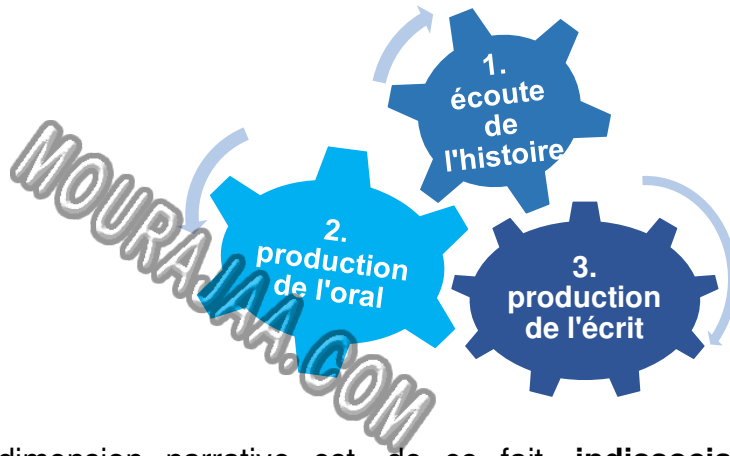 1.
écoute
de
l'histoire
2.
production
de l'oral
3.
production
de l'écrit
MOURAJAA.COM
dimension narrative est, de ce fait, indissocia